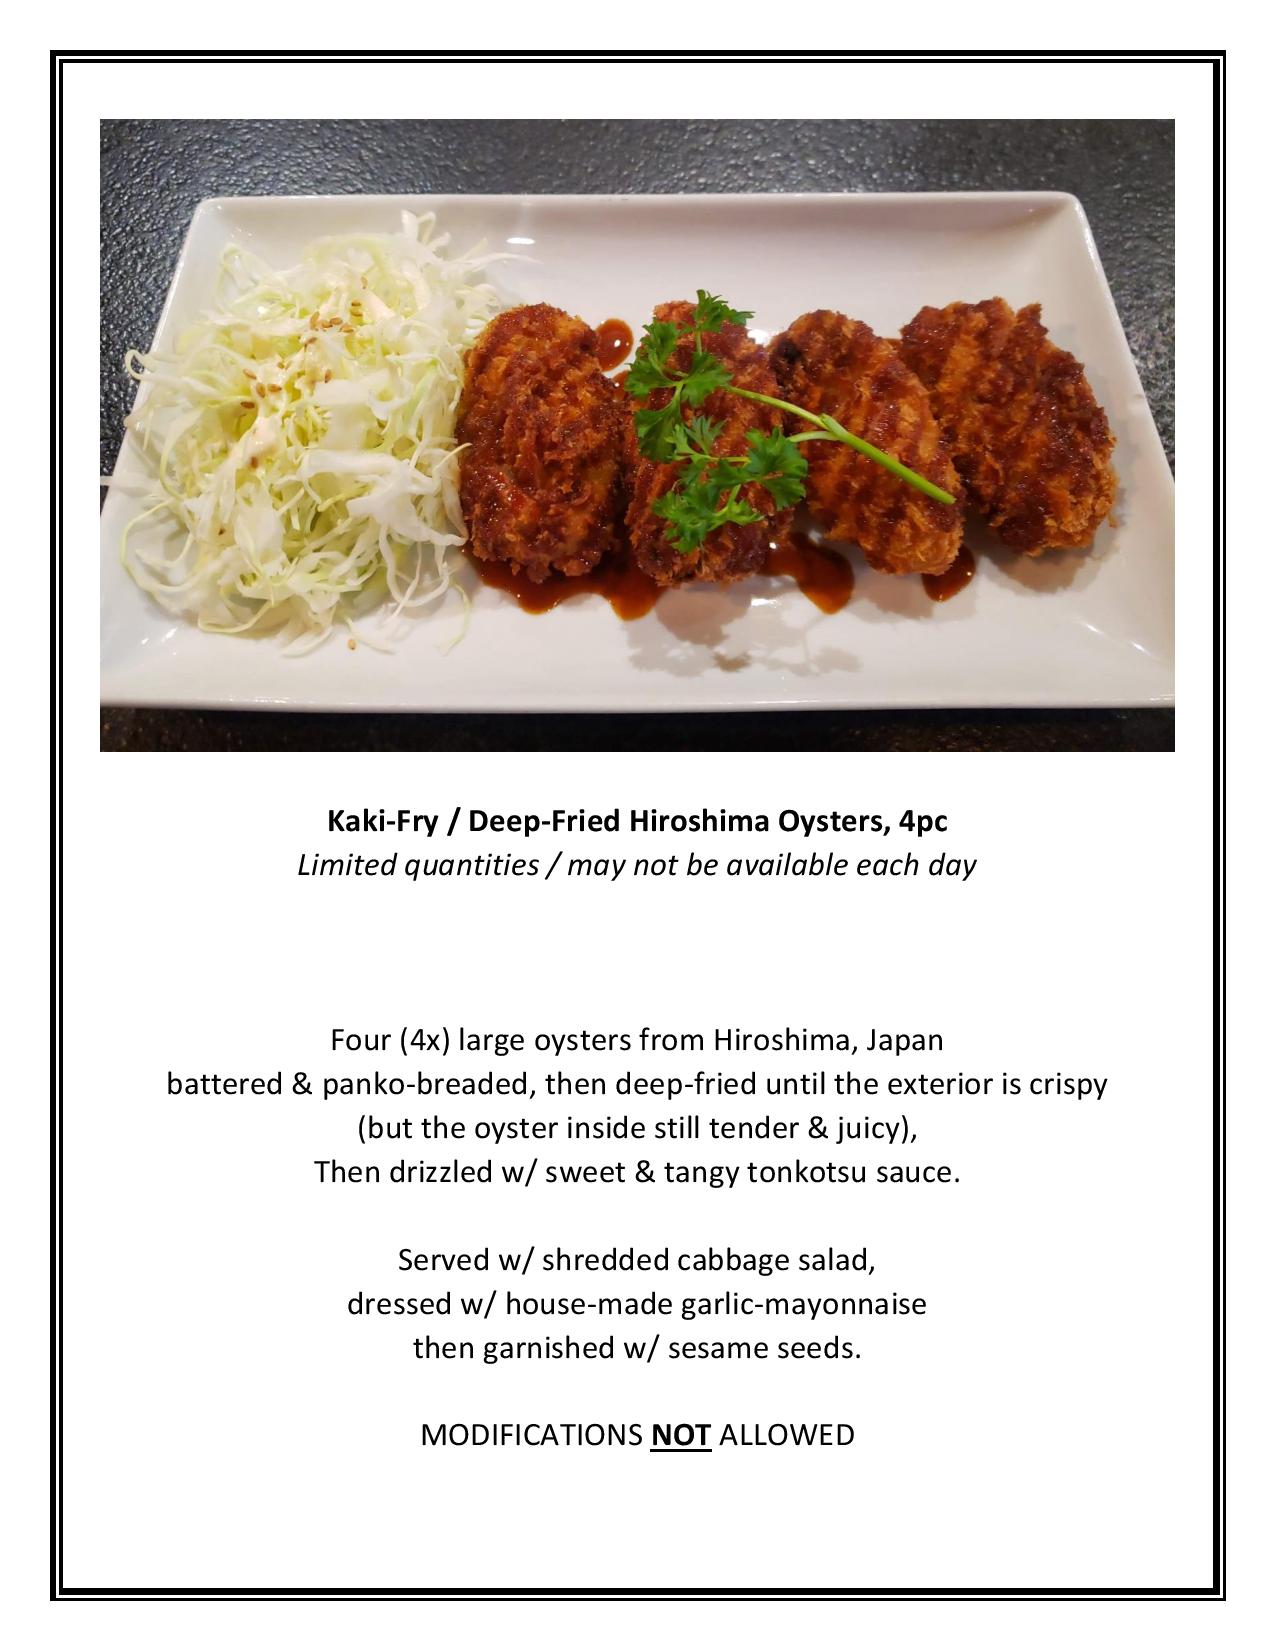 Kaki-Fry / Deep-Fried Hiroshima Oysters, 4pc
Limited quantities / may not be available each day
Four (4x) large oysters from Hiroshima, Japan
battered & panko-breaded, then deep-fried until the exterior is crispy
(but the oyster inside still tender & juicy),
Then drizzled w/ sweet & tangy tonkotsu sauce.
Served w/ shredded cabbage salad,
dressed w/ house-made garlic-mayonnaise
then garnished w/ sesame seeds.
MODIFICATIONS NOT ALLOWED